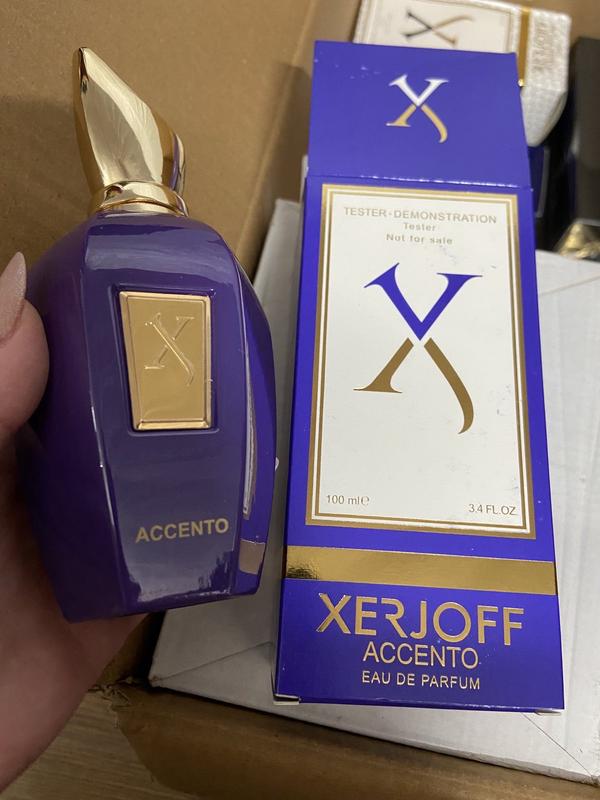 X
TESTER-DEMONSTRATION
Tester
Not for sale
X
100 ml℮
3.4 FL.OZ
XERJOFF
ACCENTO
EAU DE PARFUM
X
ACCENTO